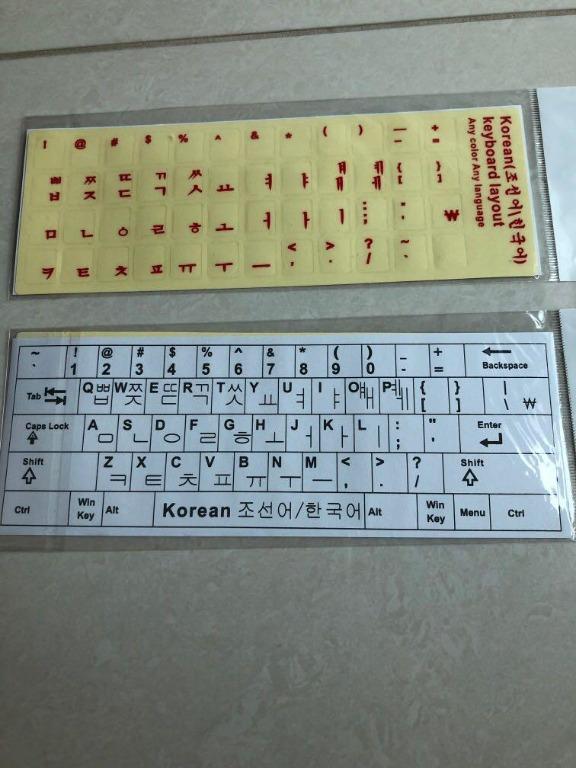 ! @ # $ % ^ & * ( ) _ - + =
ㅃ ㅂ ㅉ ㅈ ㄸ ㄷ ㄲ ㄱ ㅆ ㅅ ㅛ ㅕ ㅑ ㅒ ㅐ ㅖ ㅔ { [ } ]
ㅁ ㄴ ㅇ ㄹ ㅎ ㅗ ㅓ ㅏ ㅣ : ; " ' ₩
ㅋ ㅌ ㅊ ㅍ ㅠ ㅜ ㅡ < , > . ? / ~ `
Korean(조선어\한국어)
keyboard layout
Any color Any language
~ ! @ # $ % ^ & * ( ) _ +
` 1 2 3 4 5 6 7 8 9 0 - = Backspace
Tab Q ㅃ ㅂ W ㅉ ㅈ E ㄸ ㄷ R ㄲ ㄱ T ㅆ ㅅ Y ㅛ U ㅕ I ㅑ O ㅒ ㅐ P ㅖ ㅔ { [ } ] | \ ₩
Caps Lock A ㅁ S ㄴ D ㅇ F ㄹ G ㅎ H ㅗ J ㅓ K ㅏ L ㅣ : ; " ' Enter
Shift Z ㅋ X ㅌ C ㅊ V ㅍ B ㅠ N ㅜ M ㅡ < , > . ? / Shift
Ctrl Win Key Alt Korean 조선어/한국어 Alt Win Key Menu Ctrl